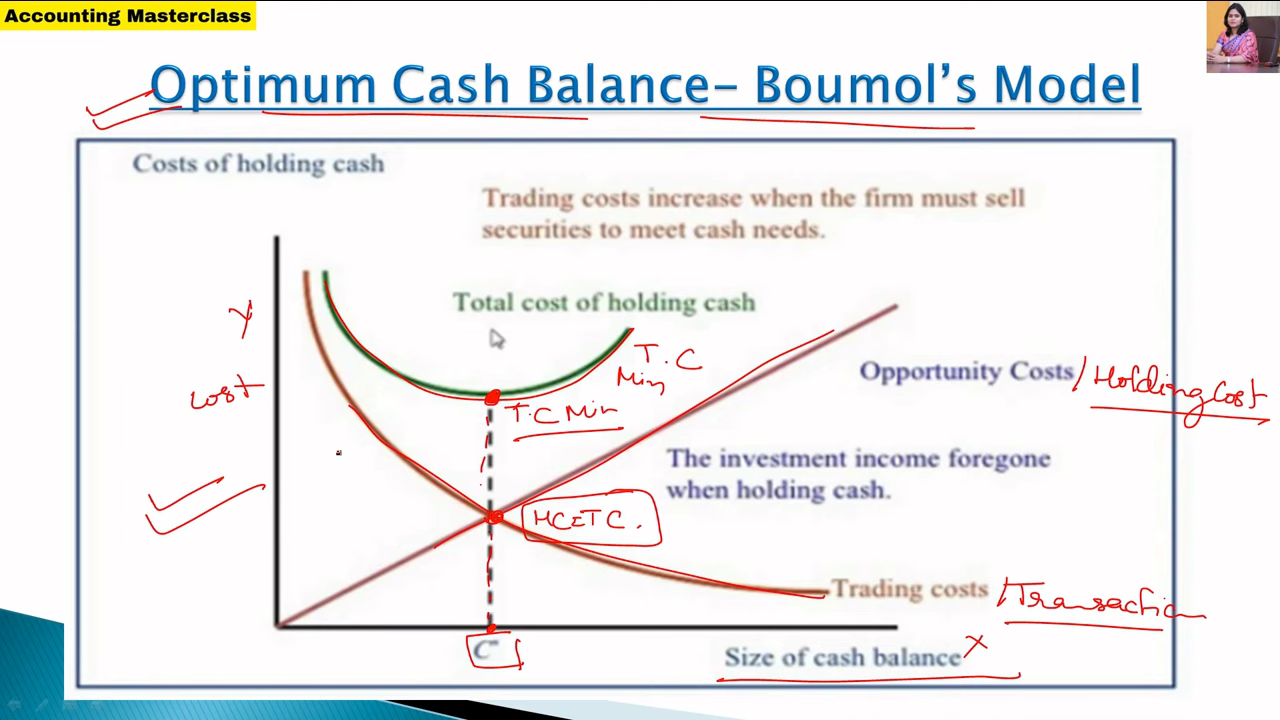 Accounting Masterclass
Optimum Cash Balance- Boumol's Model
Costs of holding cash
Trading costs increase when the firm must sell
securities to meet cash needs.
Y
Total cost of holding cash
T.C
Min
cost
Opportunity Costs /Holding Cost
T.C Min
The investment income foregone
when holding cash.
HC=TC.
Trading costs /Transaction
C*
Size of cash balance X